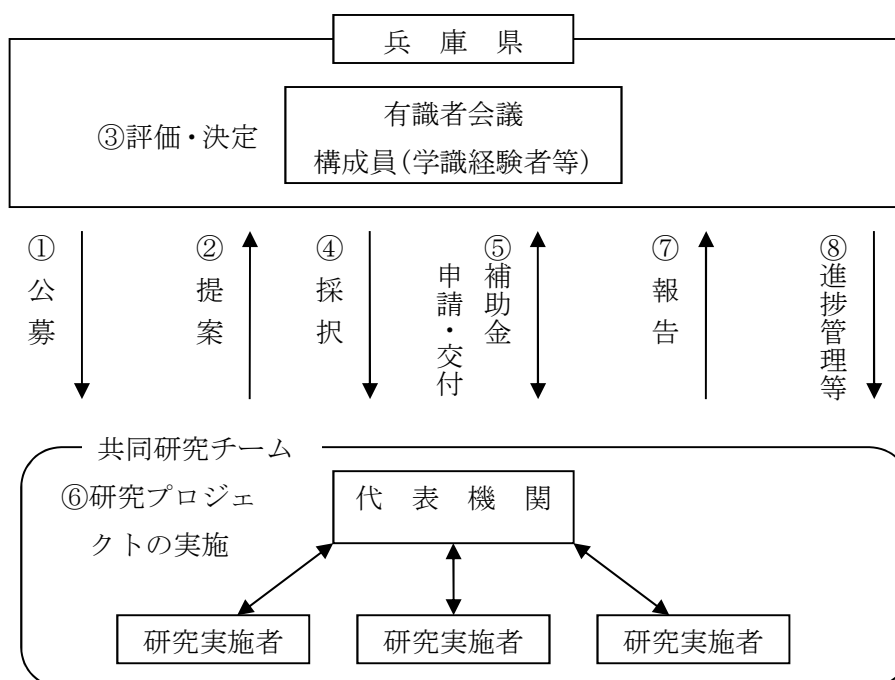 兵 庫 県
③評価・決定
有識者会議
構成員(学識経験者等)
①公募
②提案
④採択
⑤補助金
申請・交付
⑦報告
⑧進捗管理等
共同研究チーム
⑥研究プロジェ
クトの実施
代 表 機 関
研究実施者
研究実施者
研究実施者